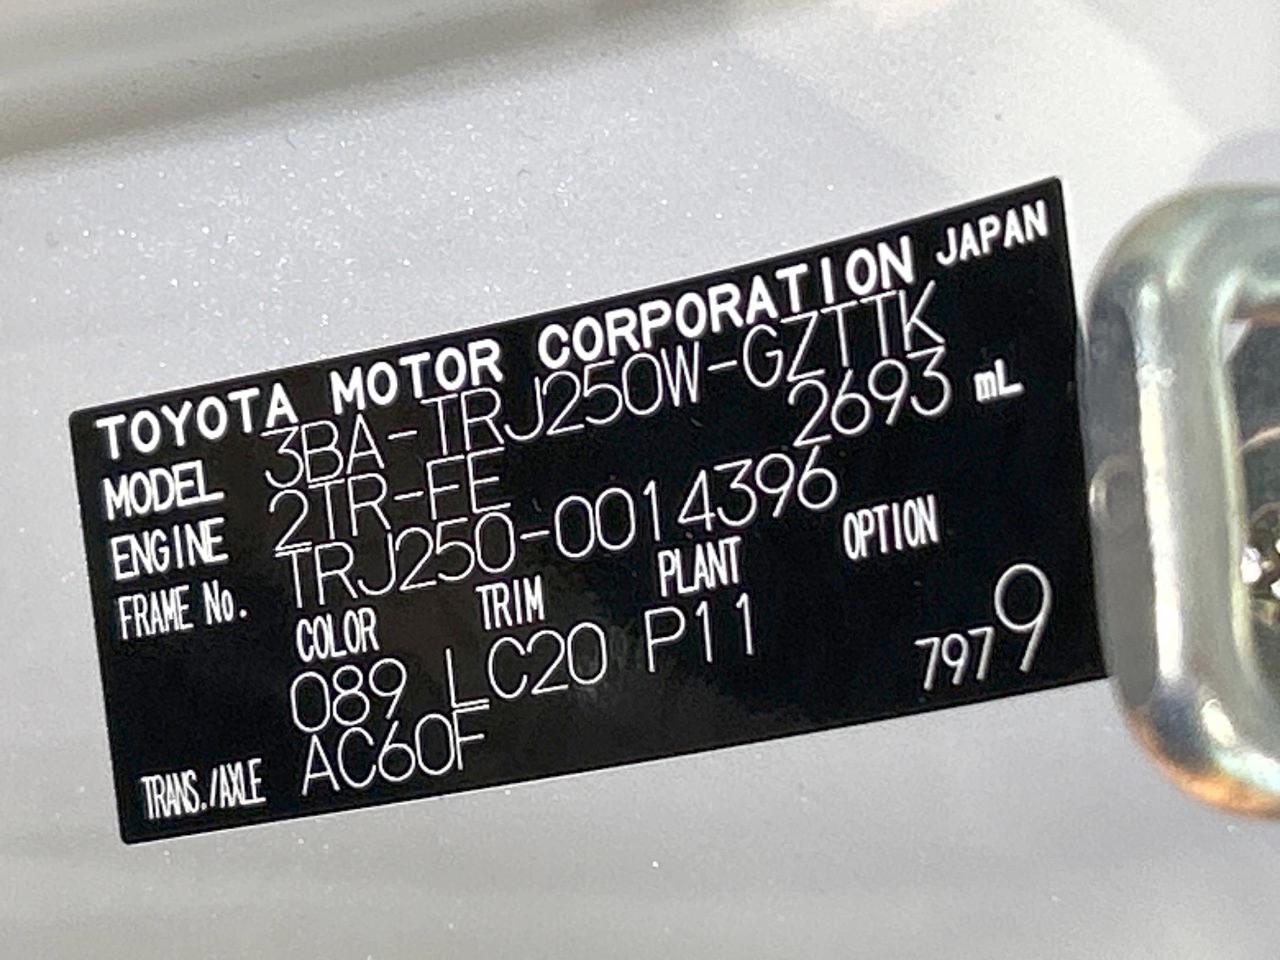 TOYOTA MOTOR CORPORATION JAPAN
MODEL 3BA-TRJ250W-GZTTK
ENGINE 2TR-FE 2693 mL
FRAME No. TRJ250-0014396
COLOR TRIM PLANT OPTION
089 LC20 P11
TRANS./AXLE AC60F 7979